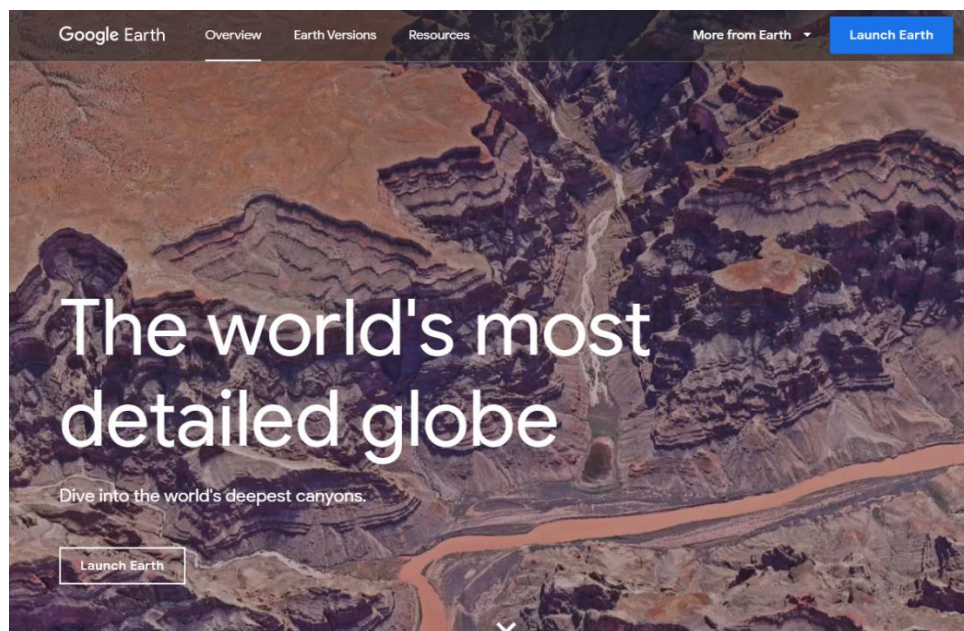 Google Earth Overview Earth Versions Resources More from Earth Launch Earth
The world's most
detailed globe
Dive into the world's deepest canyons.
Launch Earth